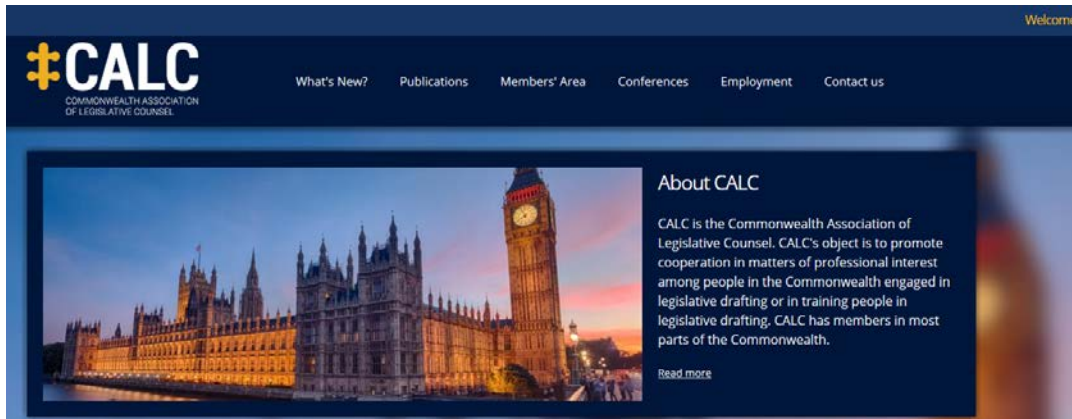 Welcome
CALC
COMMONWEALTH ASSOCIATION
OF LEGISLATIVE COUNSEL
What's New?
Publications
Members' Area
Conferences
Employment
Contact us
About CALC
CALC is the Commonwealth Association of
Legislative Counsel. CALC's object is to promote
cooperation in matters of professional interest
among people in the Commonwealth engaged in
legislative drafting or in training people in
legislative drafting. CALC has members in most
parts of the Commonwealth.
Read more